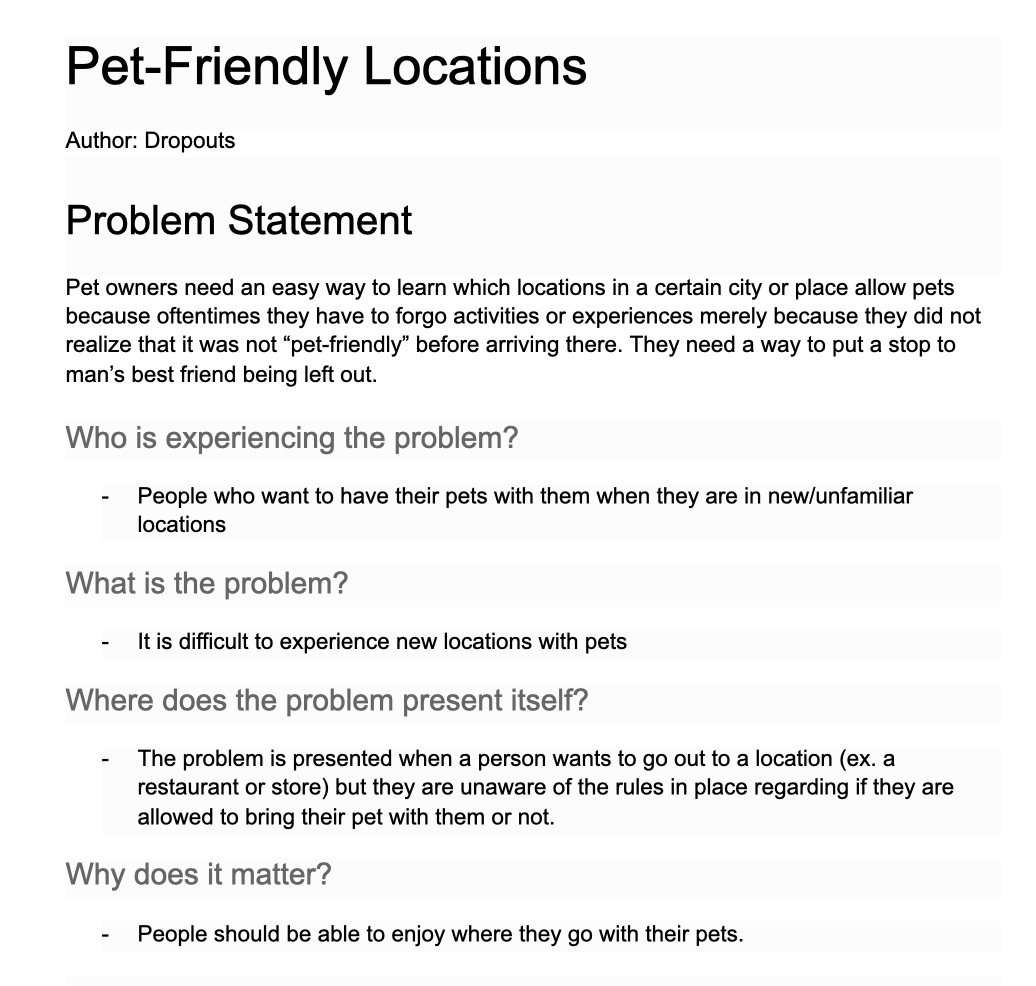 Pet-Friendly Locations
Author: Dropouts
Problem Statement
Pet owners need an easy way to learn which locations in a certain city or place allow pets
because oftentimes they have to forgo activities or experiences merely because they did not
realize that it was not “pet-friendly” before arriving there. They need a way to put a stop to
man’s best friend being left out.
Who is experiencing the problem?
- People who want to have their pets with them when they are in new/unfamiliar
locations
What is the problem?
- It is difficult to experience new locations with pets
Where does the problem present itself?
- The problem is presented when a person wants to go out to a location (ex. a
restaurant or store) but they are unaware of the rules in place regarding if they are
allowed to bring their pet with them or not.
Why does it matter?
- People should be able to enjoy where they go with their pets.